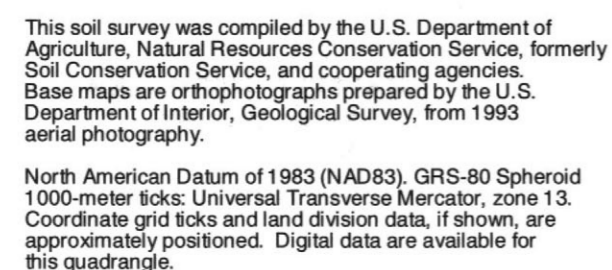 This soil survey was compiled by the U.S. Department of
Agriculture, Natural Resources Conservation Service, formerly
Soil Conservation Service, and cooperating agencies.
Base maps are orthophotographs prepared by the U.S.
Department of Interior, Geological Survey, from 1993
aerial photography.
North American Datum of 1983 (NAD83). GRS-80 Spheroid
1000-meter ticks: Universal Transverse Mercator, zone 13.
Coordinate grid ticks and land division data, if shown, are
approximately positioned. Digital data are available for
this quadrangle.